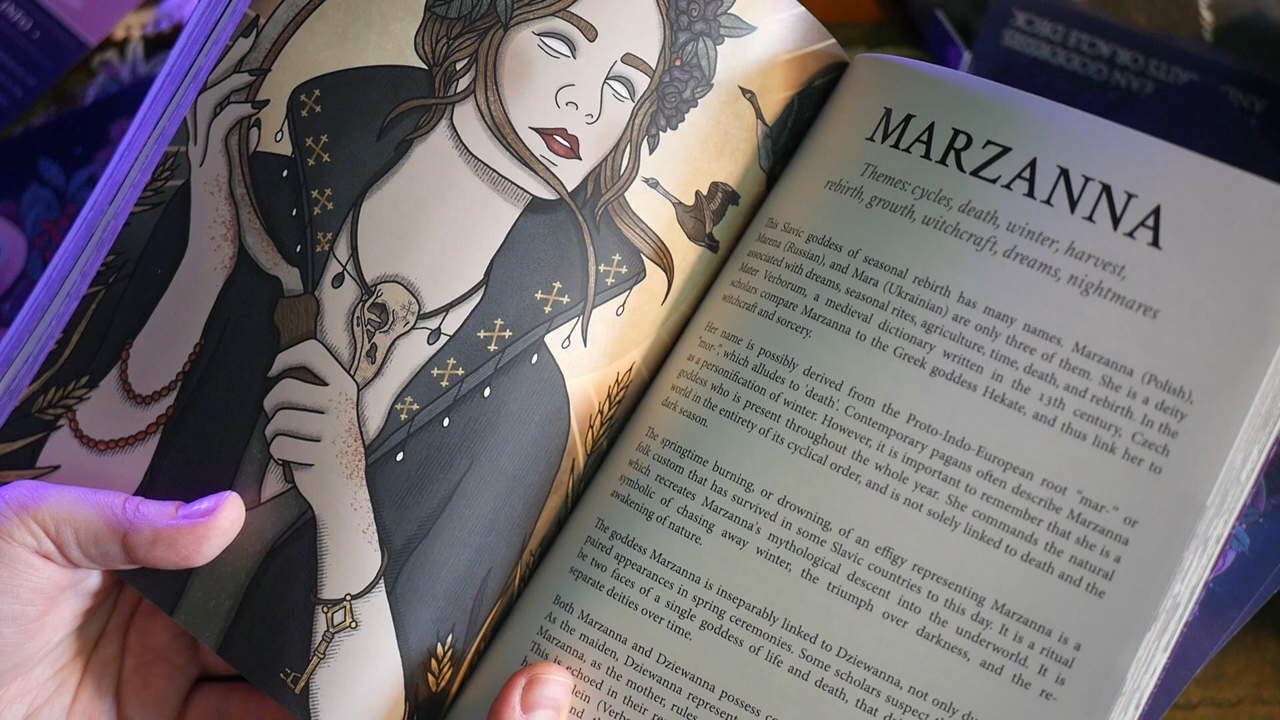 MARZANNA
Themes: cycles, death, winter, harvest,
rebirth, growth, witchcraft, dreams, nightmares
This Slavic goddess of seasonal rebirth has many names. Marzanna (Polish),
Marena (Russian), and Mara (Ukrainian) are only three of them. She is a deity
associated with dreams, seasonal rites, agriculture, time, death, and rebirth. In the
Mater Verborum, a medieval dictionary written in the 13th century, Czech
scholars compare Marzanna to the Greek goddess Hekate, and thus link her to
witchcraft and sorcery.
Her name is possibly derived from the Proto-Indo-European root "mar-" or
"mor-", which alludes to 'death'. Contemporary pagans often describe Marzanna
as a personification of winter. However, it is important to remember that she is a
goddess who is present throughout the whole year. She commands the natural
world in the entirety of its cyclical order, and is not solely linked to death and the
dark season.
The springtime burning, or drowning, of an effigy representing Marzanna is a
folk custom that has survived in some Slavic countries to this day. It is a ritual
which recreates Marzanna's mythological descent into the underworld. It is
symbolic of chasing away winter, the triumph over darkness, and the re-
awakening of nature.
The goddess Marzanna is inseparably linked to Dziewanna, not only du
paired appearances in spring ceremonies. Some scholars suspect th
be two faces of a single goddess of life and death, that
separate deities over time.
Both Marzanna and Dziewanna possess
As the maiden, Dziewanna represent
Marzanna, as the mother, rules
This is echoed in their
lein (Verb